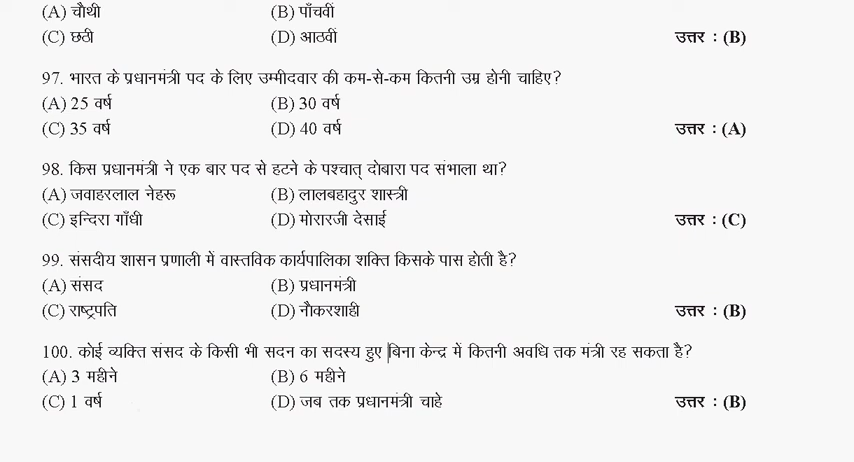 (A) चौथी (B) पाँचवीं
(C) छठी (D) आठवीं उत्तर : (B)
97. भारत के प्रधानमंत्री पद के लिए उम्मीदवार की कम-से-कम कितनी उम्र होनी चाहिए?
(A) 25 वर्ष (B) 30 वर्ष
(C) 35 वर्ष (D) 40 वर्ष उत्तर : (A)
98. किस प्रधानमंत्री ने एक बार पद से हटने के पश्चात् दोबारा पद संभाला था?
(A) जवाहरलाल नेहरू (B) लालबहादुर शास्त्री
(C) इन्दिरा गाँधी (D) मोरारजी देसाई उत्तर : (C)
99. संसदीय शासन प्रणाली में वास्तविक कार्यपालिका शक्ति किसके पास होती है?
(A) संसद (B) प्रधानमंत्री
(C) राष्ट्रपति (D) नौकरशाही उत्तर : (B)
100. कोई व्यक्ति संसद के किसी भी सदन का सदस्य हुए बिना केन्द्र में कितनी अवधि तक मंत्री रह सकता है?
(A) 3 महीने (B) 6 महीने
(C) 1 वर्ष (D) जब तक प्रधानमंत्री चाहे उत्तर : (B)